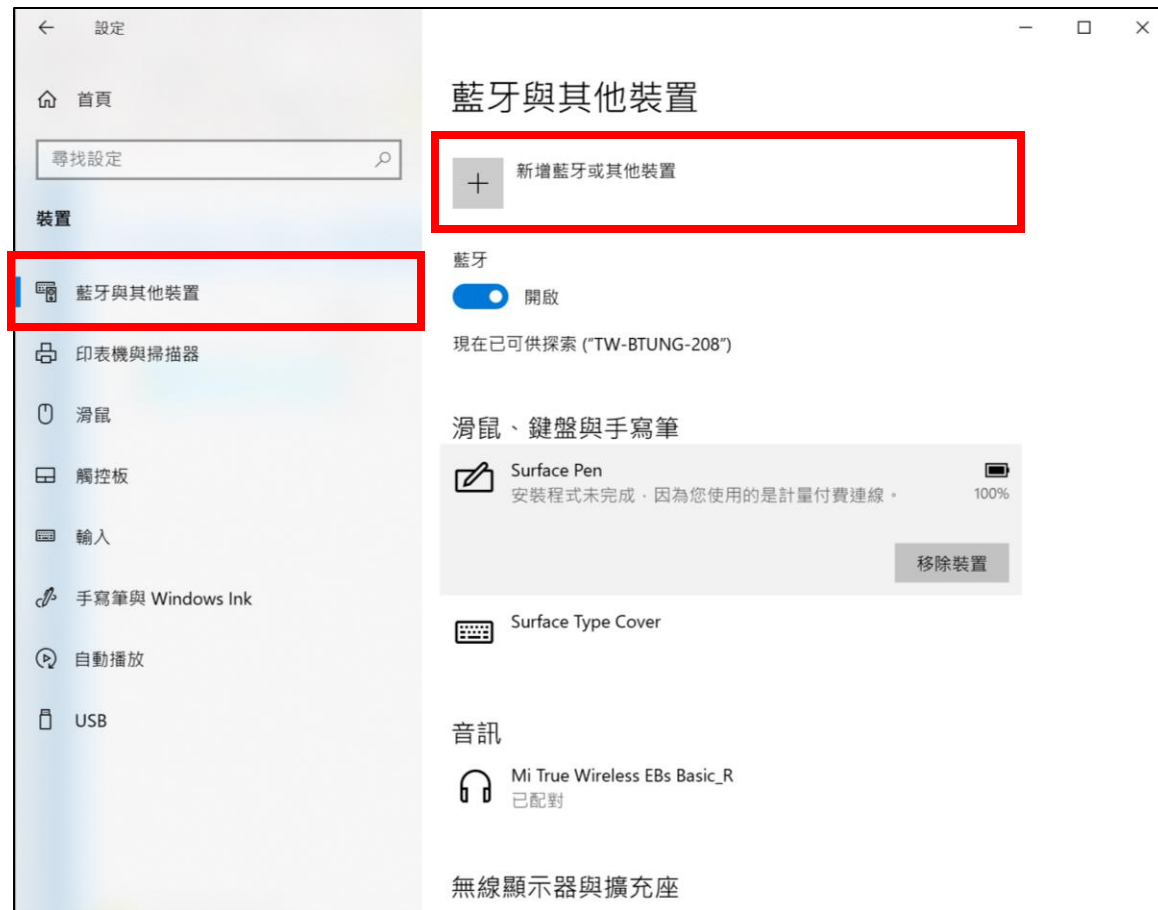 設定
首頁
尋找設定
裝置
藍牙與其他裝置
印表機與掃描器
滑鼠
觸控板
輸入
手寫筆與 Windows Ink
自動播放
USB
藍牙與其他裝置
新增藍牙或其他裝置
藍牙
開啟
現在已可供探索 ("TW-BTUNG-208")
滑鼠、鍵盤與手寫筆
Surface Pen
安裝程式未完成，因為您使用的是計量付費連線。
100%
移除裝置
Surface Type Cover
音訊
Mi True Wireless EBs Basic_R
已配對
無線顯示器與擴充座